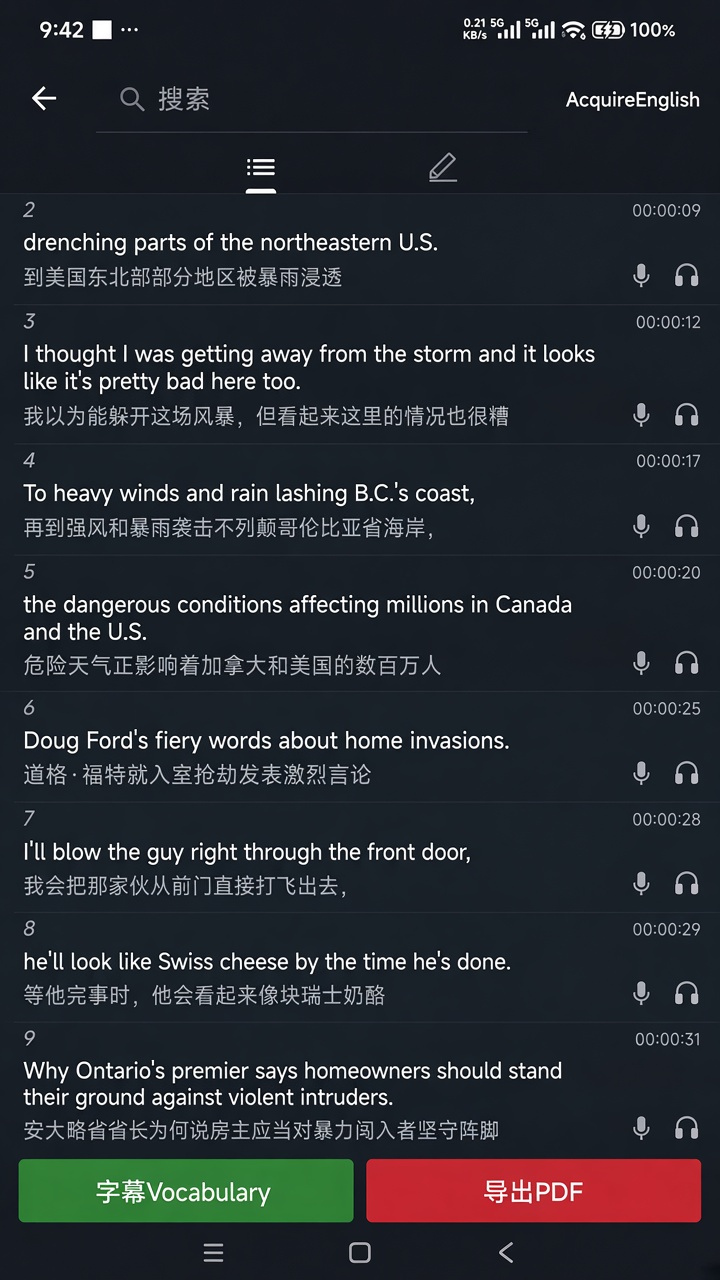 9:42 ··· 0.21 KB/s 5G 5G 100%
搜索 AcquireEnglish
2 00:00:09
drenching parts of the northeastern U.S.
到美国东北部部分地区被暴雨浸透
3 00:00:12
I thought I was getting away from the storm and it looks
like it's pretty bad here too.
我以为能躲开这场风暴，但看起来这里的情况也很糟
4 00:00:17
To heavy winds and rain lashing B.C.'s coast,
再到强风和暴雨袭击不列颠哥伦比亚省海岸，
5 00:00:20
the dangerous conditions affecting millions in Canada
and the U.S.
危险天气正影响着加拿大和美国的数百万人
6 00:00:25
Doug Ford's fiery words about home invasions.
道格·福特就入室抢劫发表激烈言论
7 00:00:28
I'll blow the guy right through the front door,
我会把那家伙从前门直接打飞出去，
8 00:00:29
he'll look like Swiss cheese by the time he's done.
等他完事时，他会看起来像块瑞士奶酪
9 00:00:31
Why Ontario's premier says homeowners should stand
their ground against violent intruders.
安大略省省长为何说房主应当对暴力闯入者坚守阵脚
字幕Vocabulary 导出PDF